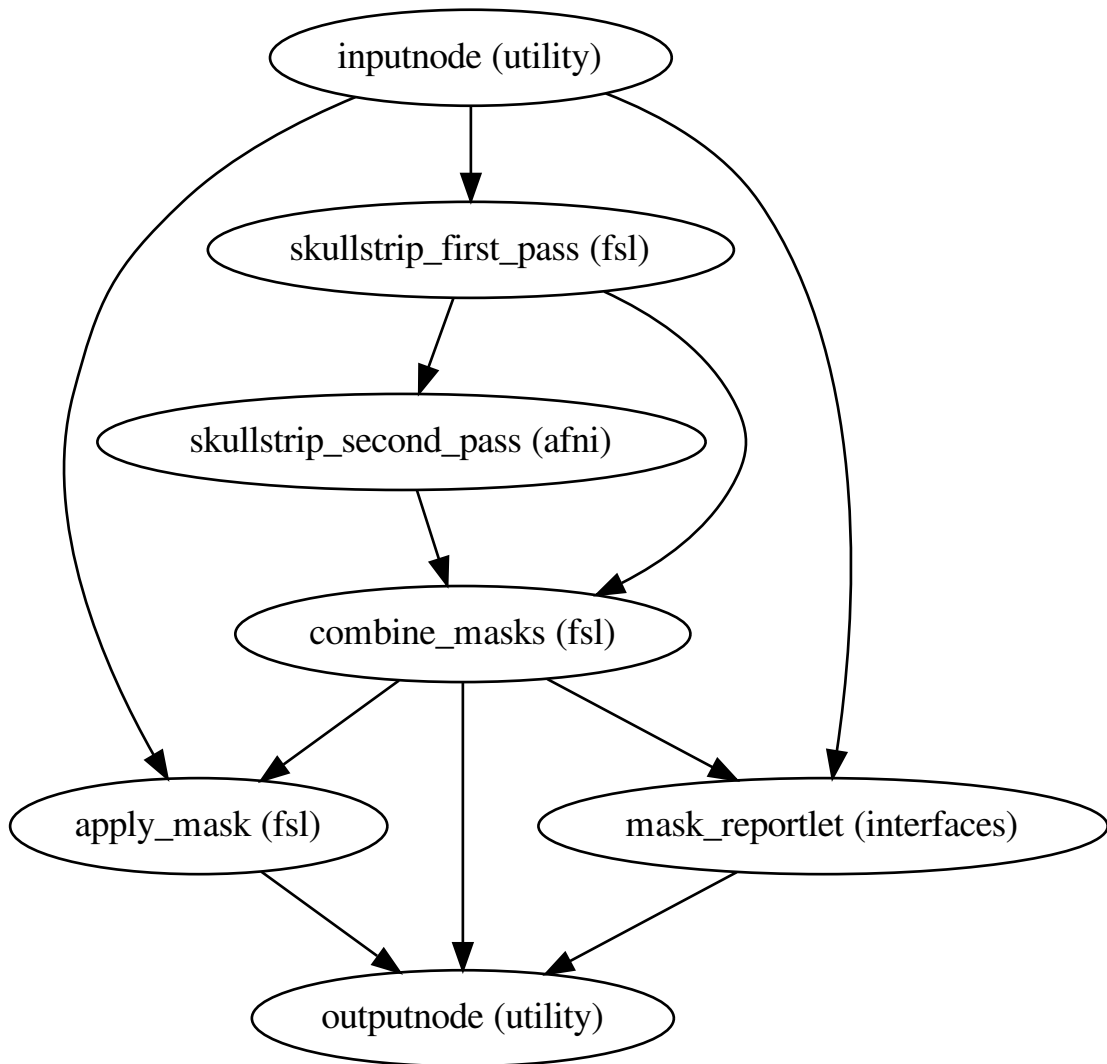 inputnode (utility)
skullstrip_first_pass (fsl)
skullstrip_second_pass (afni)
combine_masks (fsl)
apply_mask (fsl)
mask_reportlet (interfaces)
outputnode (utility)